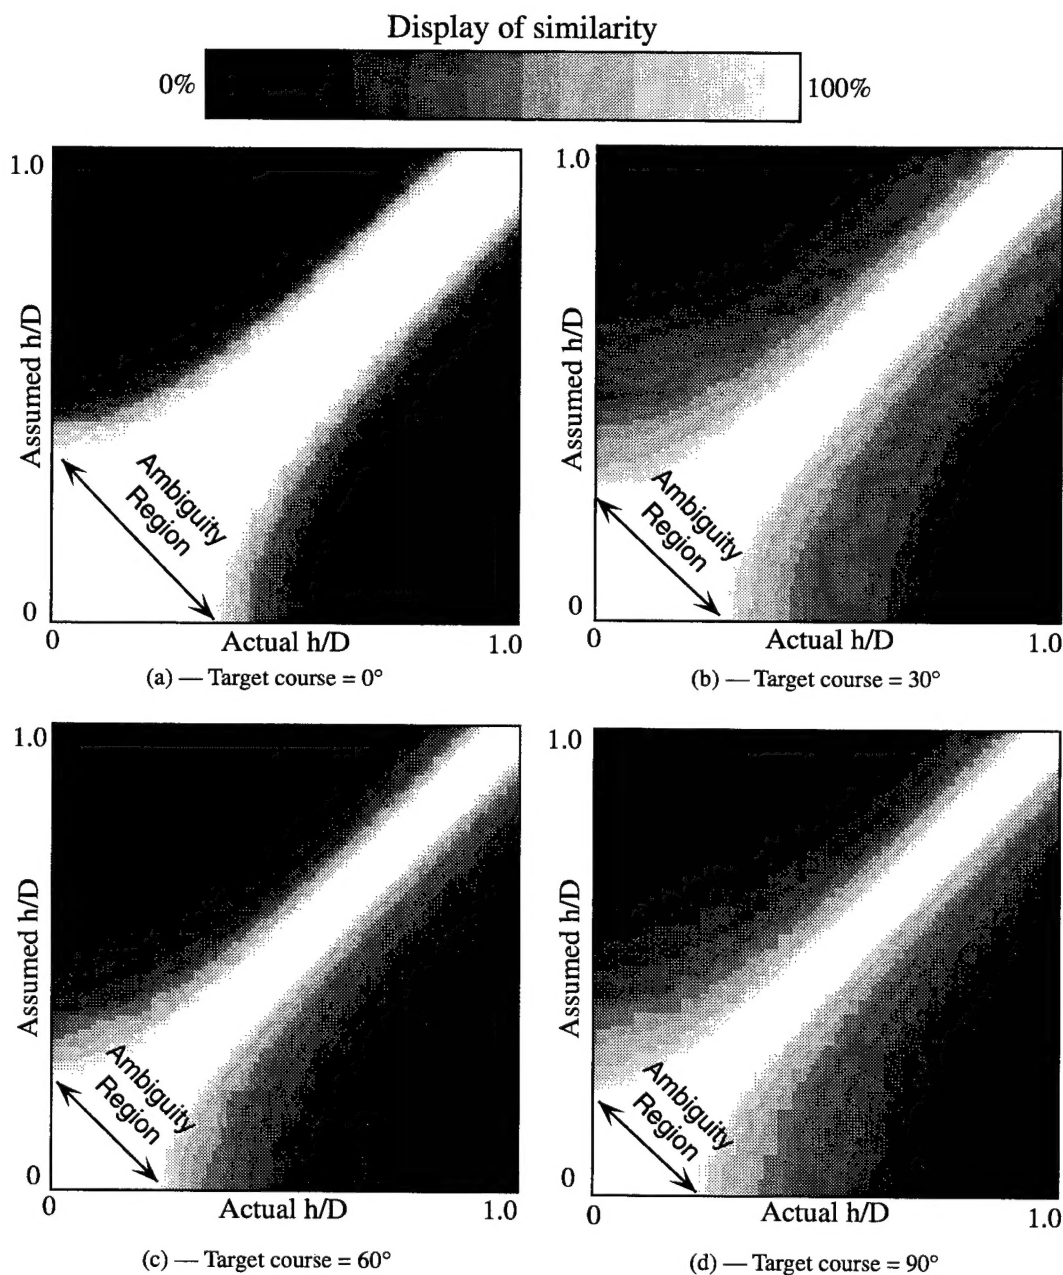 Display of similarity
0%
100%
1.0
Assumed h/D
Ambiguity
Region
0
0
Actual h/D
1.0
(a) — Target course = 0°
1.0
Assumed h/D
Ambiguity
Region
0
0
Actual h/D
1.0
(b) — Target course = 30°
1.0
Assumed h/D
Ambiguity
Region
0
0
Actual h/D
1.0
(c) — Target course = 60°
1.0
Assumed h/D
Ambiguity
Region
0
0
Actual h/D
1.0
(d) — Target course = 90°